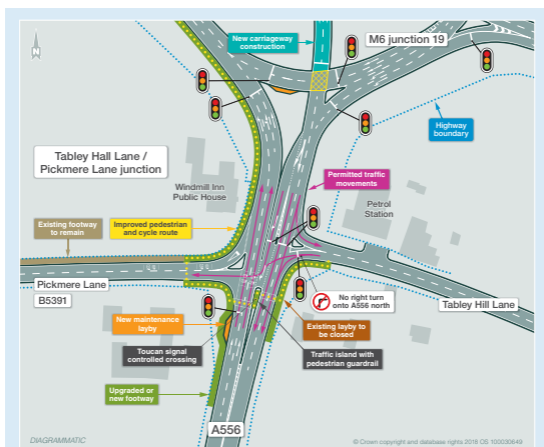 N
New carriageway
construction
M6 junction 19
Highway
boundary
Tabley Hall Lane /
Pickmere Lane junction
Windmill Inn
Public House
Permitted traffic
movements
Petrol
Station
Existing footway
to remain
Improved pedestrian
and cycle route
Pickmere Lane
B5391
No right turn
onto A556 north
Tabley Hill Lane
New maintenance
layby
Existing layby to
be closed
Toucan signal
controlled crossing
Traffic island with
pedestrian guardrail
Upgraded or
new footway
A556
DIAGRAMMATIC
© Crown copyright and database rights 2018 OS 100030649